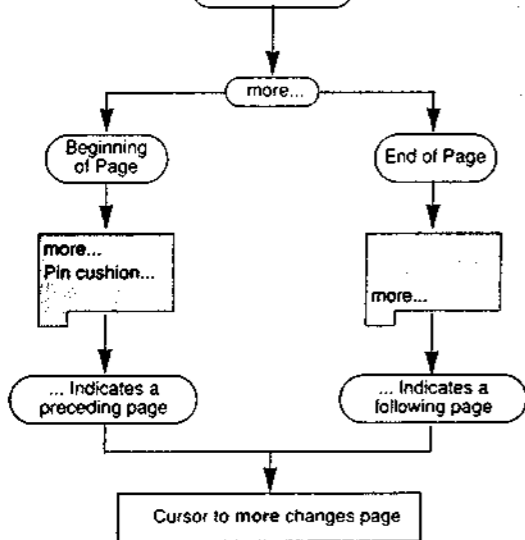 more...
Beginning
of Page
End of Page
more...
Pin cushion...
more...
... Indicates a
preceding page
... Indicates a
following page
Cursor to more changes page